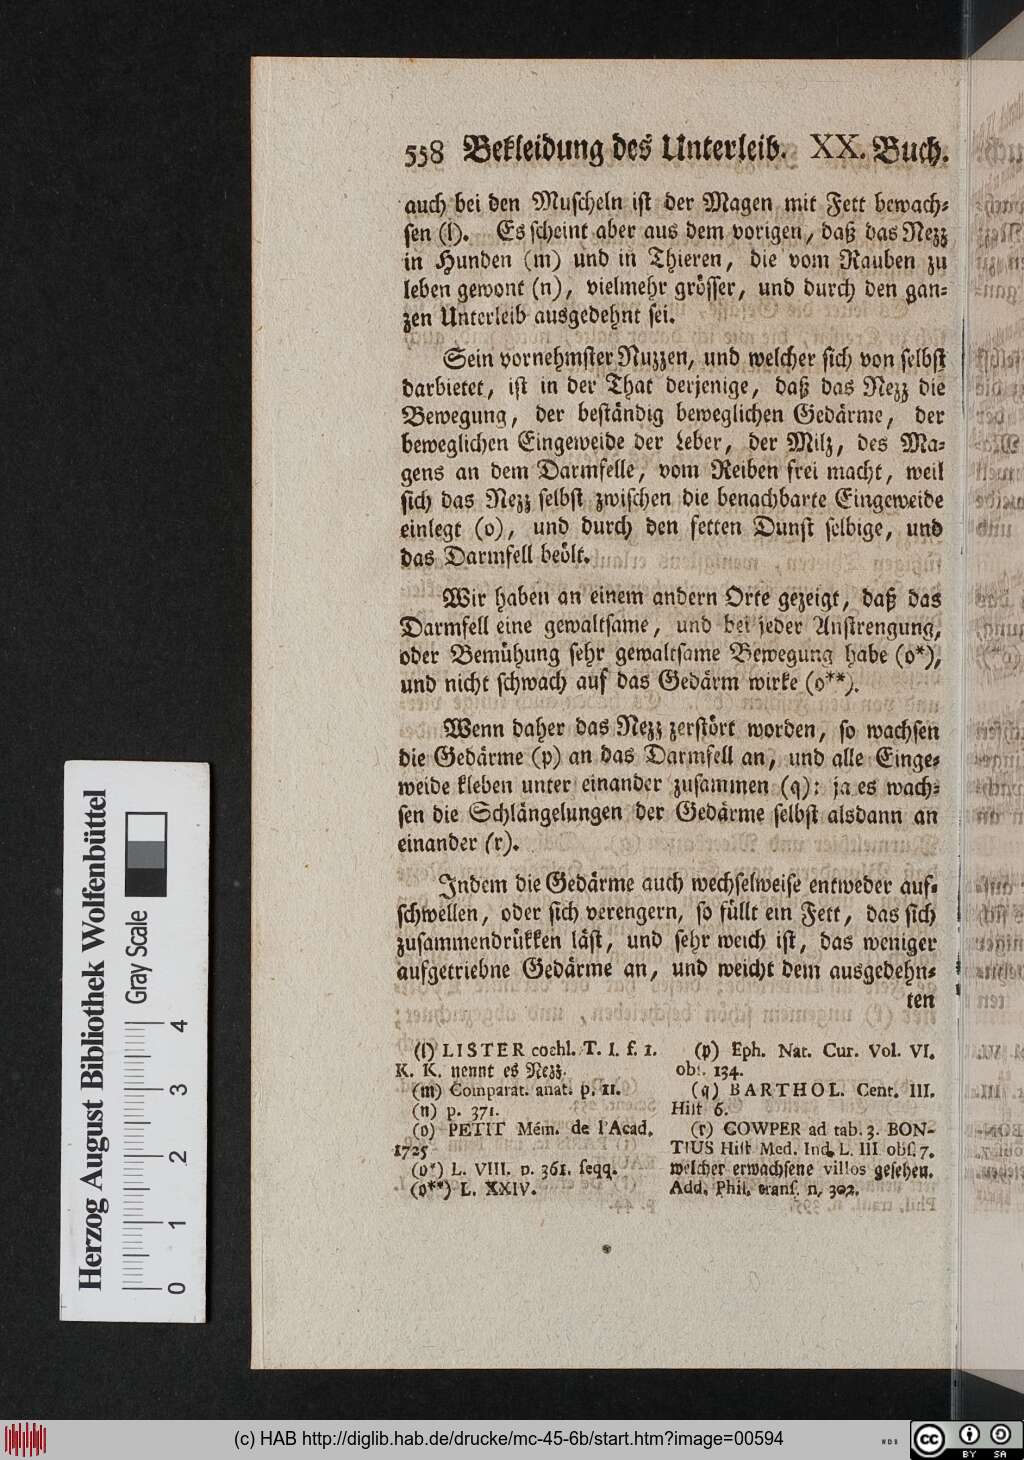 558 Bekleidung des Unterleib. XX. Buch.
auch bei den Muscheln ist der Magen mit Fett bewach-
sen (l). Es scheint aber aus dem vorigen, daß das Nezz
in Hunden (m) und in Thieren, die vom Rauben zu
leben gewont (n), vielmehr grösser, und durch den gan-
zen Unterleib ausgedehnt sei.
Sein vornehmster Nuzzen, und welcher sich von selbst
darbietet, ist in der That derjenige, daß das Nezz die
Bewegung, der beständig beweglichen Gedärme, der
beweglichen Eingeweide der Leber, der Milz, des Ma-
gens an dem Darmfelle, vom Reiben frei macht, weil
sich das Nezz selbst zwischen die benachbarte Eingeweide
einlegt (o), und durch den fetten Dunst selbige, und
das Darmfell beölt.
Wir haben an einem andern Orte gezeigt, daß das
Darmfell eine gewaltsame, und bei jeder Anstrengung,
oder Bemühung sehr gewaltsame Bewegung habe (o*),
und nicht schwach auf das Gedärm wirke (o**).
Wenn daher das Nezz zerstört worden, so wachsen
die Gedärme (p) an das Darmfell an, und alle Einge-
weide kleben unter einander zusammen (q): ja es wach-
sen die Schlängelungen der Gedärme selbst alsdann an
einander (r).
Indem die Gedärme auch wechselweise entweder auf-
schwellen, oder sich verengern, so füllt ein Fett, das sich
zusammendrükken läst, und sehr weich ist, das weniger
aufgetriebne Gedärme an, und weicht dem ausgedehn-
ten
(l) LISTER cochl. T. I. f. 1.
K. K. nennt es Nezz.
(m) Comparat. anat. p. 11.
(n) p. 371.
(o) PETIT Mém. de l'Acad.
1725
(o*) L. VIII. p. 361. seqq.
(o**) L. XXIV.
(p) Eph. Nat. Cur. Vol. VI.
obs. 134.
(q) BARTHOL. Cent. III.
Hist 6.
(r) COWPER ad tab. 3. BON-
TIUS Hist Med. Ind. L. III obs. 7.
welcher erwachsene villos gesehen.
Add. Phil. transf. n. 302.
Herzog August Bibliothek Wolfenbüttel
Gray Scale
0 1 2 3 4
(c) HAB http://diglib.hab.de/drucke/mc-45-6b/start.htm?image=00594
cc BY SA